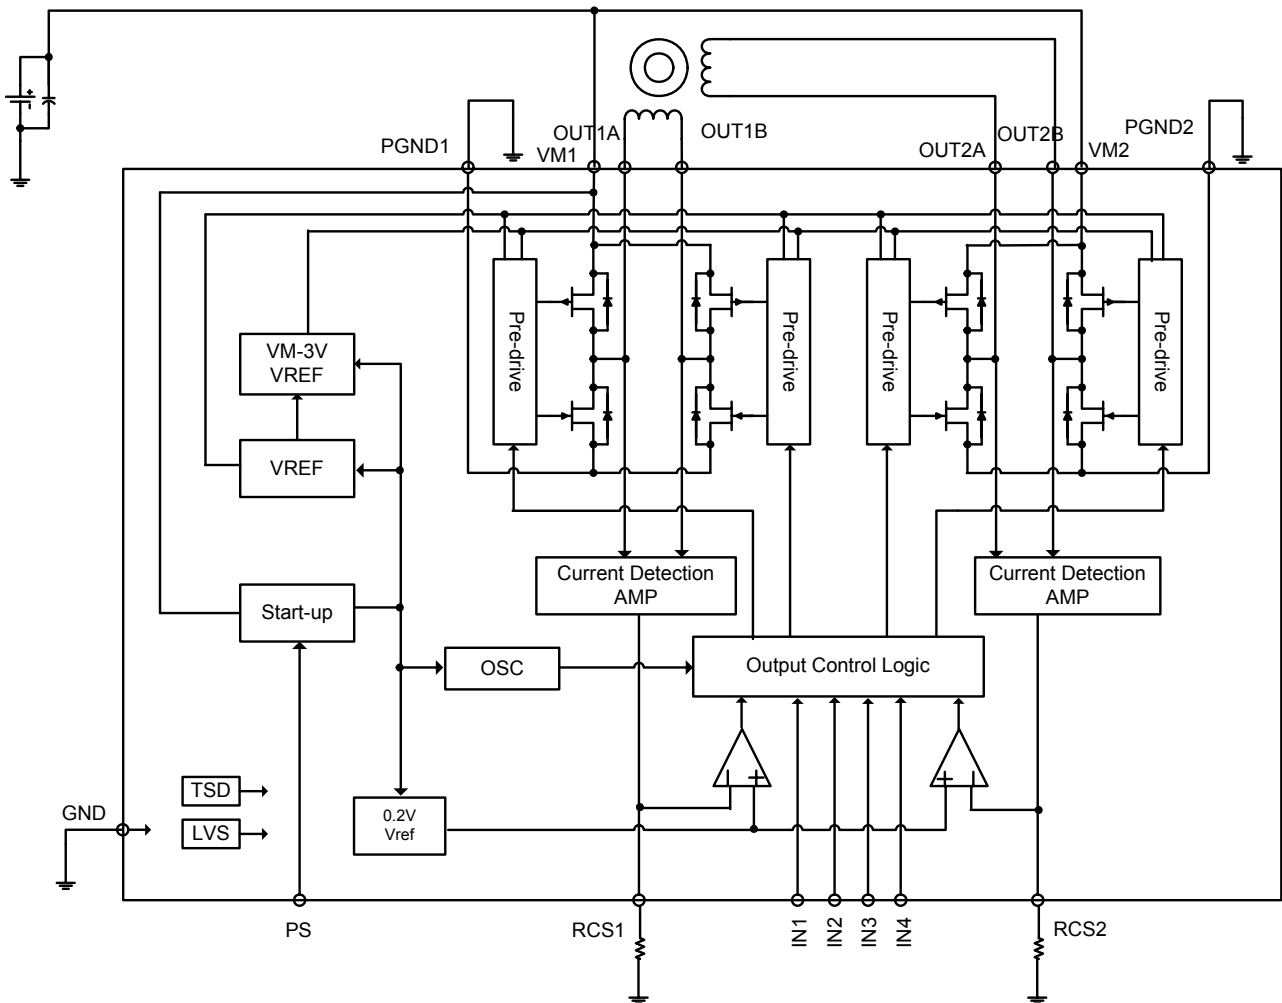 PGND1
OUT1A
VM1
OUT1B
OUT2A
OUT2B
VM2
PGND2
Pre-drive
Pre-drive
Pre-drive
Pre-drive
VM-3V
VREF
VREF
Current Detection
AMP
Current Detection
AMP
Start-up
OSC
Output Control Logic
TSD
LVS
GND
0.2V
Vref
PS
RCS1
IN1
IN2
IN3
IN4
RCS2